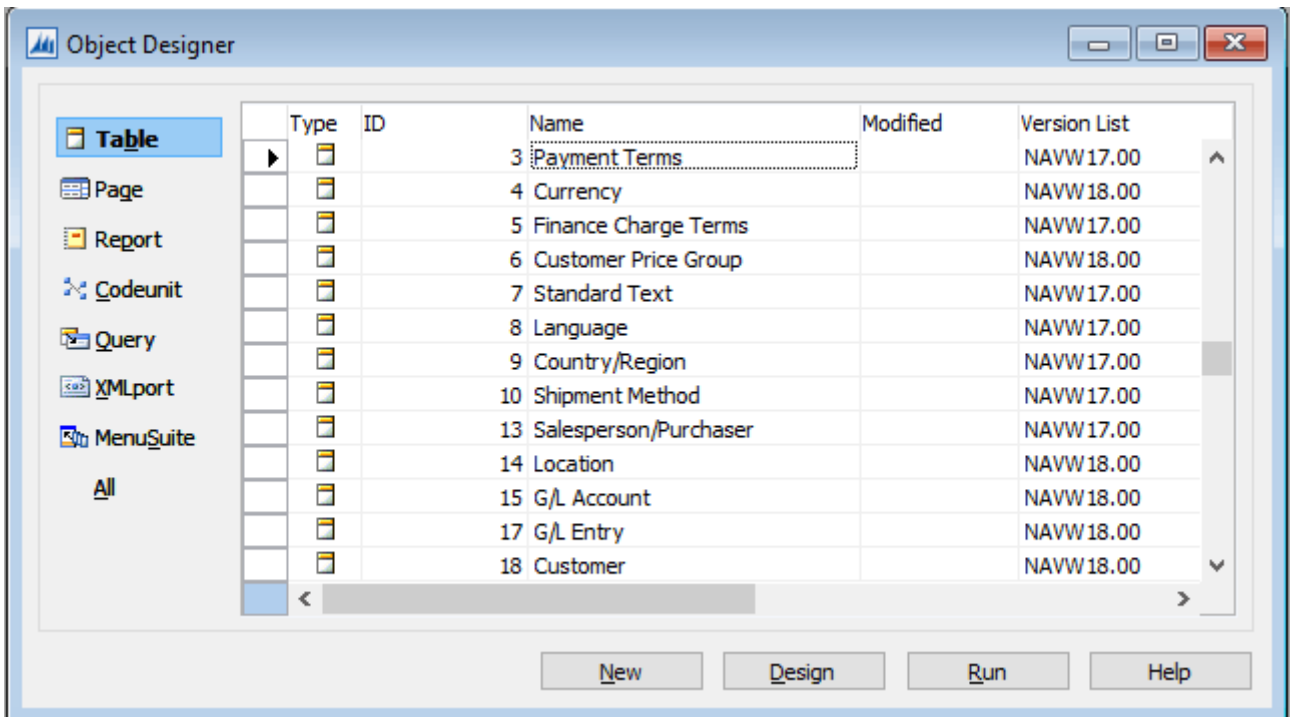 Object Designer
Table
Page
Report
Codeunit
Query
XMLport
MenuSuite
All
Type ID Name Modified Version List
3 Payment Terms NAVW17.00
4 Currency NAVW18.00
5 Finance Charge Terms NAVW17.00
6 Customer Price Group NAVW18.00
7 Standard Text NAVW17.00
8 Language NAVW17.00
9 Country/Region NAVW17.00
10 Shipment Method NAVW17.00
13 Salesperson/Purchaser NAVW17.00
14 Location NAVW18.00
15 G/L Account NAVW18.00
17 G/L Entry NAVW18.00
18 Customer NAVW18.00
New Design Run Help